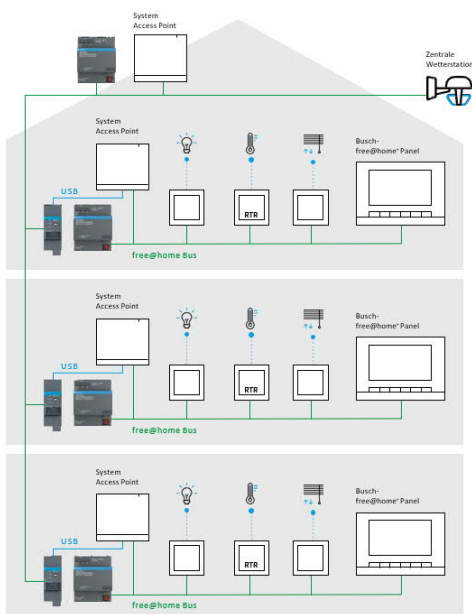 System
Access Point
Zentrale
Wetterstation
System
Access Point
Busch-
free@home® Panel
USB
RTR
free@home Bus
System
Access Point
Busch-
free@home® Panel
USB
RTR
free@home Bus
System
Access Point
Busch-
free@home® Panel
USB
RTR
free@home Bus